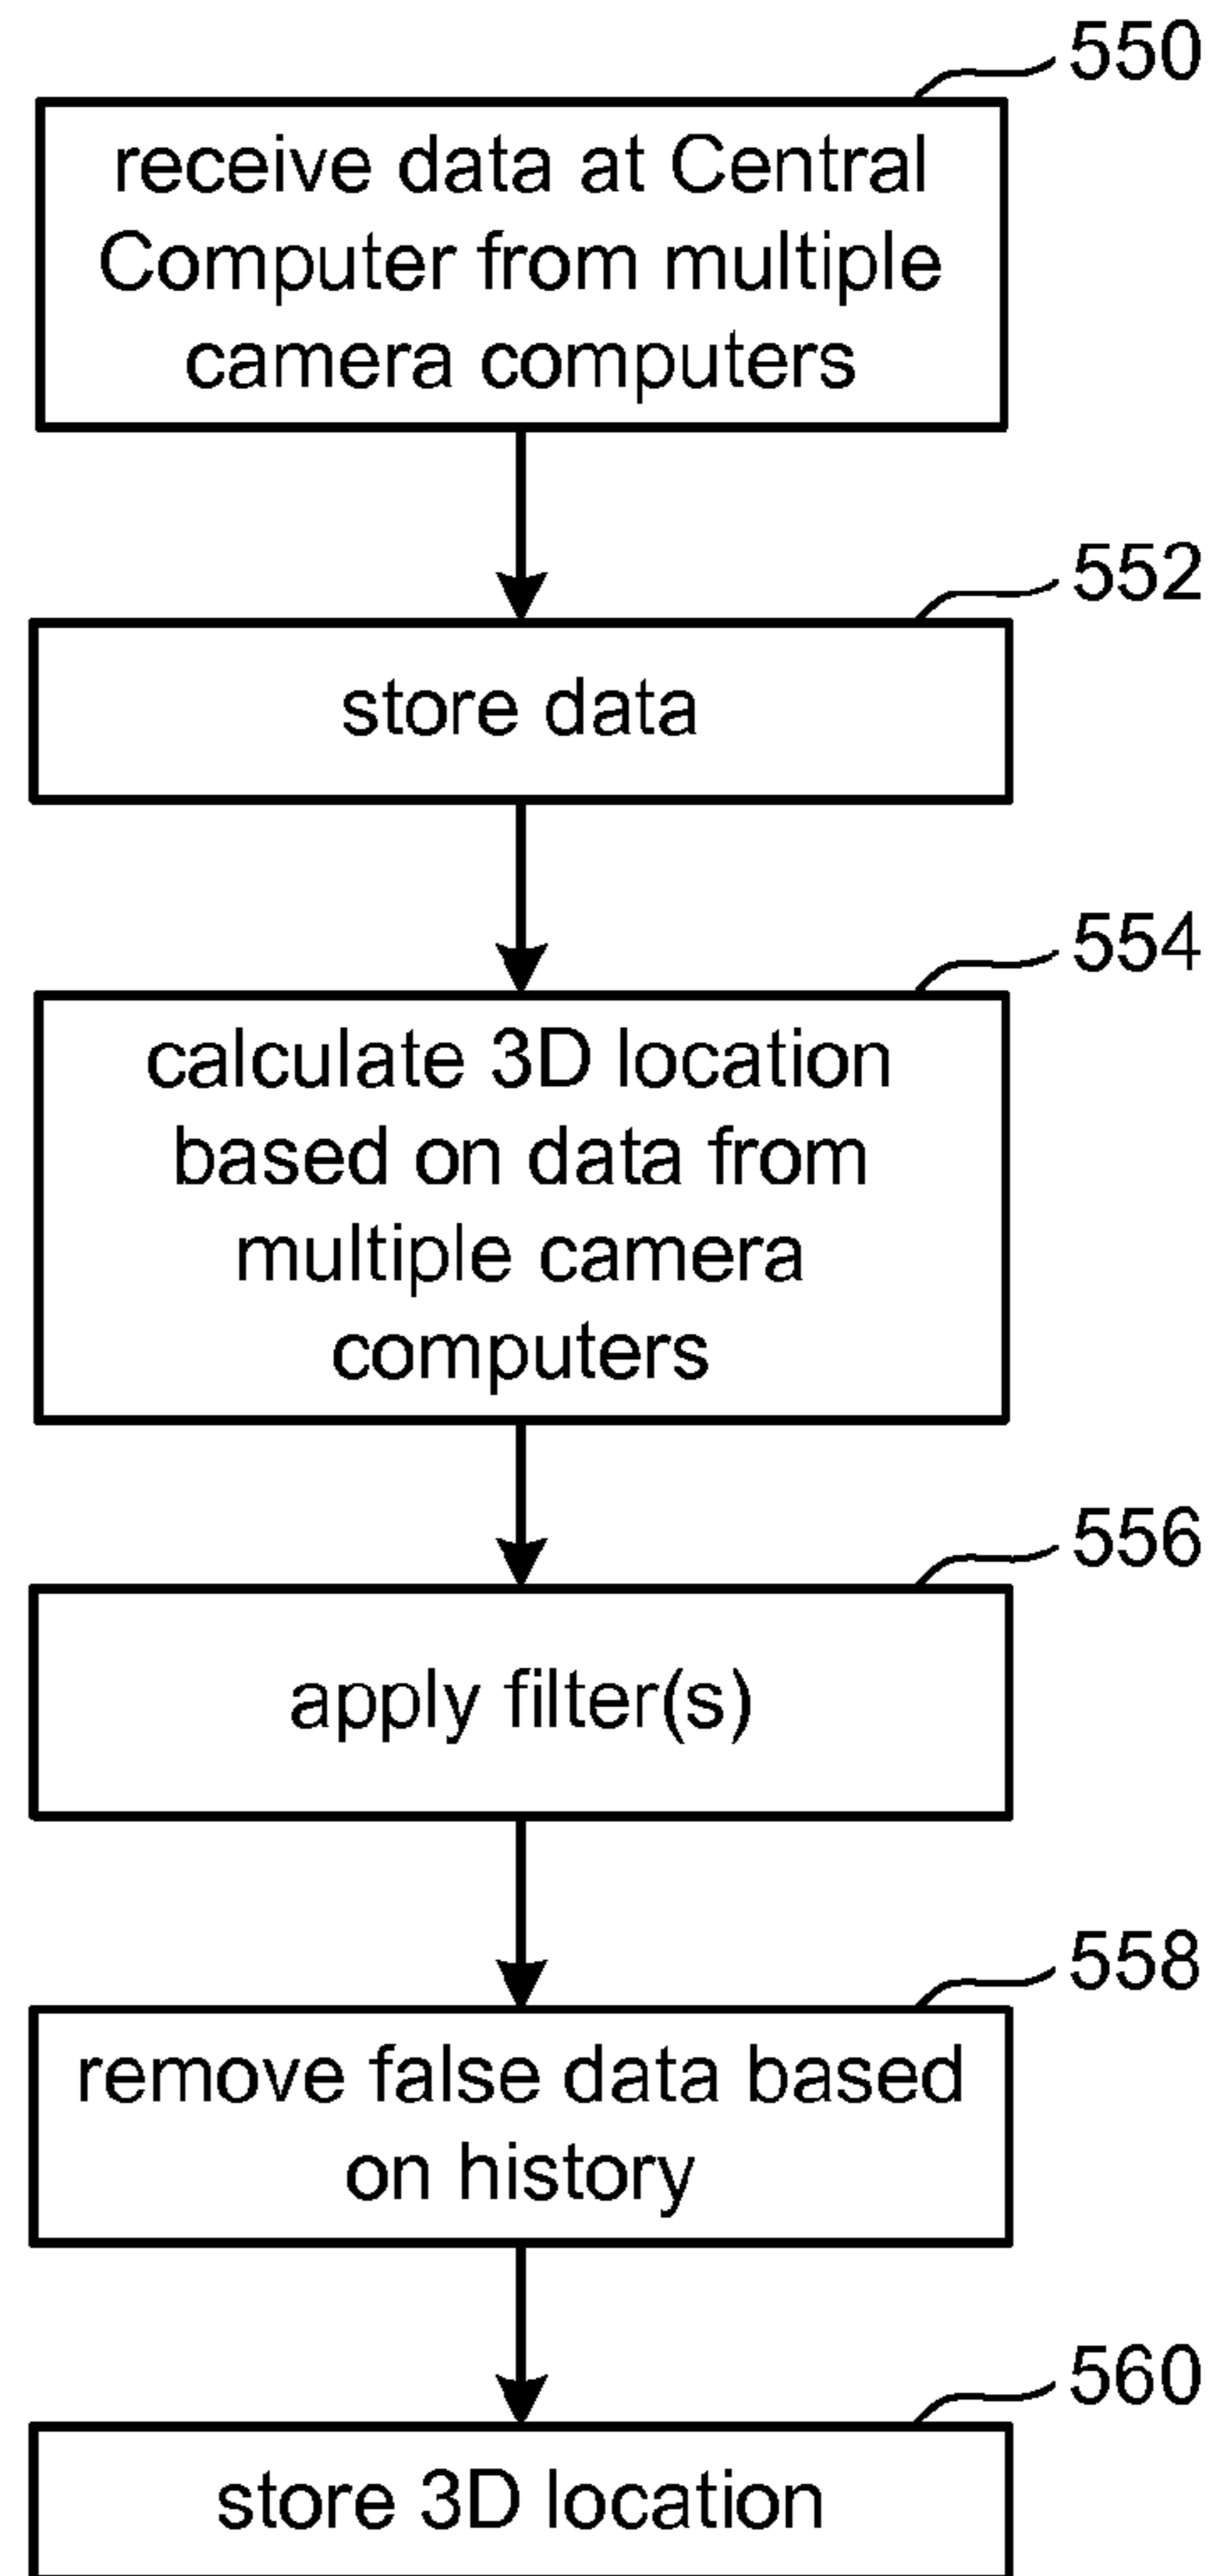 550
receive data at Central
Computer from multiple
camera computers
552
store data
554
calculate 3D location
based on data from
multiple camera
computers
556
apply filter(s)
558
remove false data based
on history
560
store 3D location